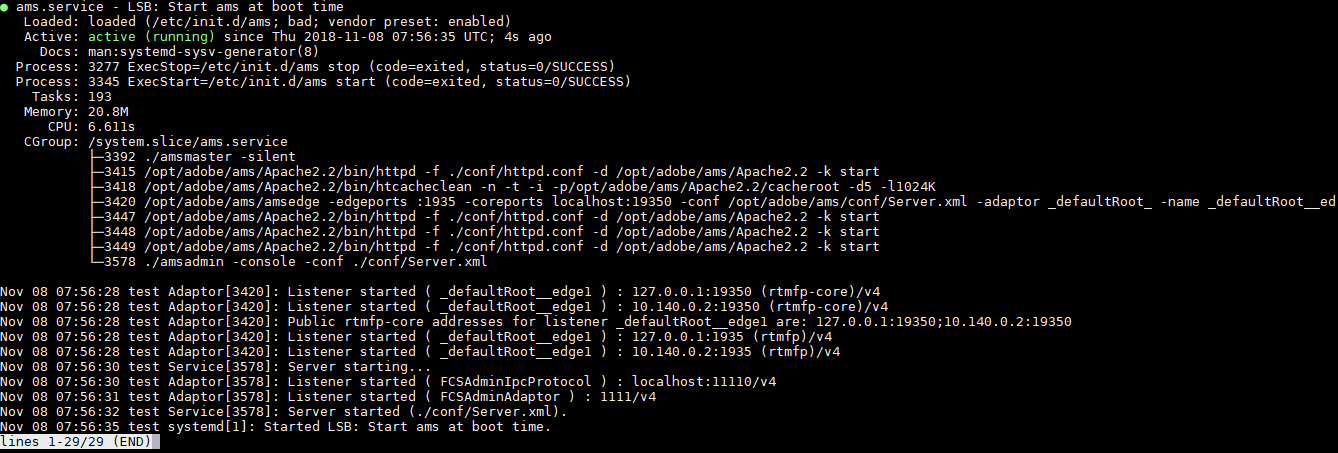 ● ams.service - LSB: Start ams at boot time
   Loaded: loaded (/etc/init.d/ams; bad; vendor preset: enabled)
   Active: active (running) since Thu 2018-11-08 07:56:35 UTC; 4s ago
     Docs: man:systemd-sysv-generator(8)
  Process: 3277 ExecStop=/etc/init.d/ams stop (code=exited, status=0/SUCCESS)
  Process: 3345 ExecStart=/etc/init.d/ams start (code=exited, status=0/SUCCESS)
    Tasks: 193
   Memory: 20.8M
      CPU: 6.611s
   CGroup: /system.slice/ams.service
           ├─3392 ./amsmaster -silent
           ├─3415 /opt/adobe/ams/Apache2.2/bin/httpd -f ./conf/httpd.conf -d /opt/adobe/ams/Apache2.2 -k start
           ├─3418 /opt/adobe/ams/Apache2.2/bin/htcacheclean -n -t -i -p/opt/adobe/ams/Apache2.2/cacheroot -d5 -l1024K
           ├─3420 /opt/adobe/ams/amsedge -edgeports :1935 -coreports localhost:19350 -conf /opt/adobe/ams/conf/Server.xml -adaptor _defaultRoot_ -name _defaultRoot__ed
           ├─3447 /opt/adobe/ams/Apache2.2/bin/httpd -f ./conf/httpd.conf -d /opt/adobe/ams/Apache2.2 -k start
           ├─3448 /opt/adobe/ams/Apache2.2/bin/httpd -f ./conf/httpd.conf -d /opt/adobe/ams/Apache2.2 -k start
           ├─3449 /opt/adobe/ams/Apache2.2/bin/httpd -f ./conf/httpd.conf -d /opt/adobe/ams/Apache2.2 -k start
           └─3578 ./amsadmin -console -conf ./conf/Server.xml

Nov 08 07:56:28 test Adaptor[3420]: Listener started ( _defaultRoot__edge1 ) : 127.0.0.1:19350 (rtmfp-core)/v4
Nov 08 07:56:28 test Adaptor[3420]: Listener started ( _defaultRoot__edge1 ) : 10.140.0.2:19350 (rtmfp-core)/v4
Nov 08 07:56:28 test Adaptor[3420]: Public rtmfp-core addresses for listener _defaultRoot__edge1 are: 127.0.0.1:19350;10.140.0.2:19350
Nov 08 07:56:28 test Adaptor[3420]: Listener started ( _defaultRoot__edge1 ) : 127.0.0.1:1935 (rtmfp)/v4
Nov 08 07:56:28 test Adaptor[3420]: Listener started ( _defaultRoot__edge1 ) : 10.140.0.2:1935 (rtmfp)/v4
Nov 08 07:56:30 test Service[3578]: Server starting...
Nov 08 07:56:30 test Adaptor[3578]: Listener started ( FCSAdminIpcProtocol ) : localhost:11110/v4
Nov 08 07:56:31 test Adaptor[3578]: Listener started ( FCSAdminAdaptor ) : 1111/v4
Nov 08 07:56:32 test Service[3578]: Server started (./conf/Server.xml).
Nov 08 07:56:35 test systemd[1]: Started LSB: Start ams at boot time.
lines 1-29/29 (END)